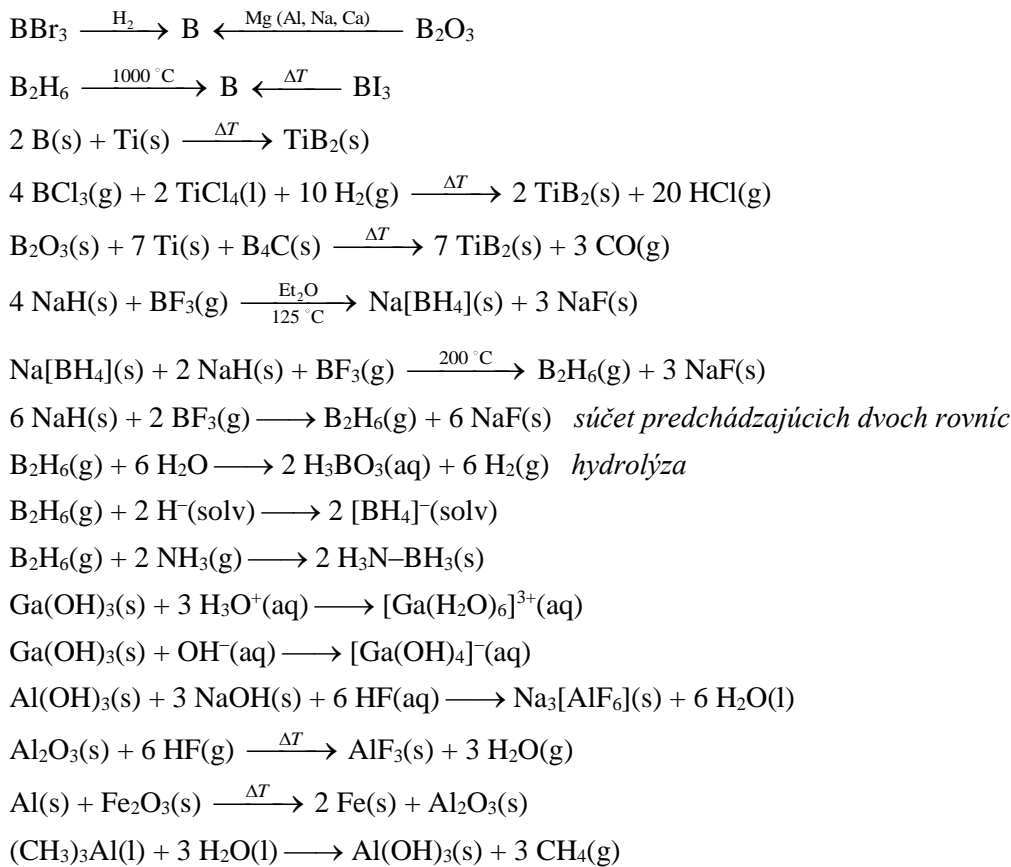 BBr₃ —H₂→ B ←Mg (Al, Na, Ca)— B₂O₃
B₂H₆ —1000 °C→ B ←ΔT— BI₃
2 B(s) + Ti(s) —ΔT→ TiB₂(s)
4 BCl₃(g) + 2 TiCl₄(l) + 10 H₂(g) —ΔT→ 2 TiB₂(s) + 20 HCl(g)
B₂O₃(s) + 7 Ti(s) + B₄C(s) —ΔT→ 7 TiB₂(s) + 3 CO(g)
4 NaH(s) + BF₃(g) —Et₂O / 125 °C→ Na[BH₄](s) + 3 NaF(s)
Na[BH₄](s) + 2 NaH(s) + BF₃(g) —200 °C→ B₂H₆(g) + 3 NaF(s)
6 NaH(s) + 2 BF₃(g) ⟶ B₂H₆(g) + 6 NaF(s) súčet predchádzajúcich dvoch rovníc
B₂H₆(g) + 6 H₂O ⟶ 2 H₃BO₃(aq) + 6 H₂(g) hydrolýza
B₂H₆(g) + 2 H⁻(solv) ⟶ 2 [BH₄]⁻(solv)
B₂H₆(g) + 2 NH₃(g) ⟶ 2 H₃N–BH₃(s)
Ga(OH)₃(s) + 3 H₃O⁺(aq) ⟶ [Ga(H₂O)₆]³⁺(aq)
Ga(OH)₃(s) + OH⁻(aq) ⟶ [Ga(OH)₄]⁻(aq)
Al(OH)₃(s) + 3 NaOH(s) + 6 HF(aq) ⟶ Na₃[AlF₆](s) + 6 H₂O(l)
Al₂O₃(s) + 6 HF(g) —ΔT→ AlF₃(s) + 3 H₂O(g)
Al(s) + Fe₂O₃(s) —ΔT→ 2 Fe(s) + Al₂O₃(s)
(CH₃)₃Al(l) + 3 H₂O(l) ⟶ Al(OH)₃(s) + 3 CH₄(g)